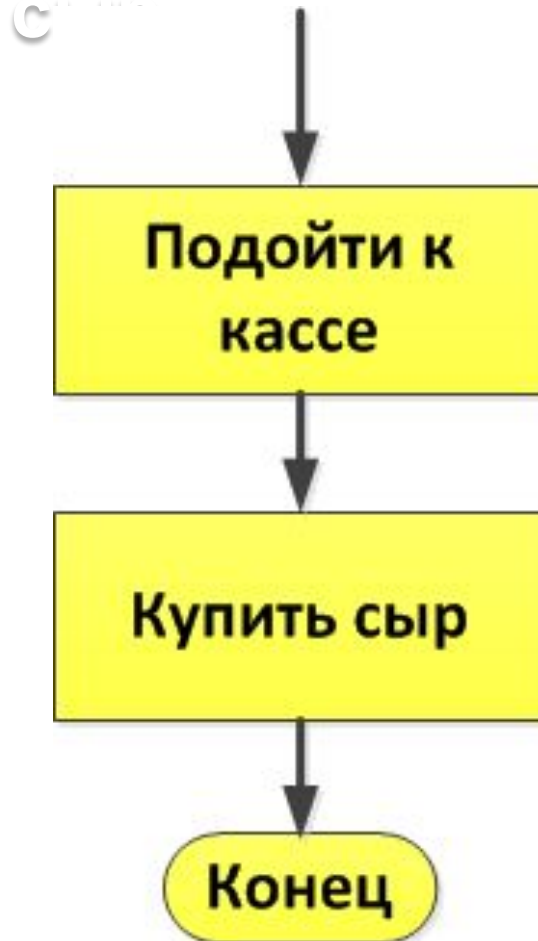 С
Подойти к
кассе
Купить сыр
Конец